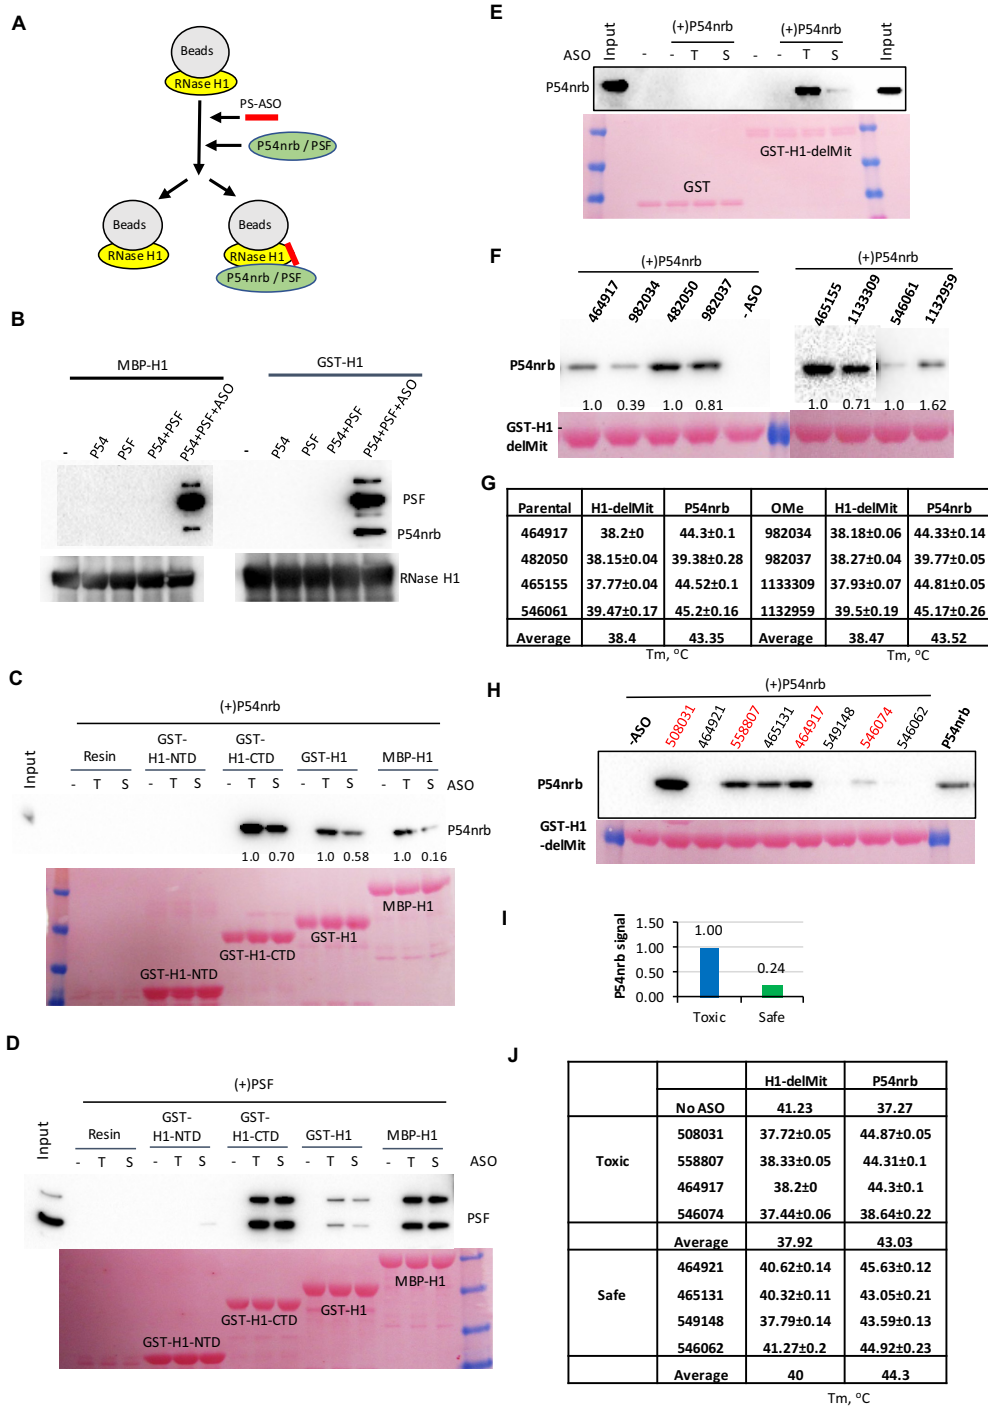 A
Beads
RNase H1
PS-ASO
P54nrb / PSF
Beads
RNase H1
Beads
RNase H1
P54nrb / PSF
B
MBP-H1
GST-H1
- P54 PSF P54+PSF P54+PSF+ASO
- P54 PSF P54+PSF P54+PSF+ASO
PSF
P54nrb
RNase H1
C
(+)P54nrb
Input
Resin
GST-H1-NTD
GST-H1-CTD
GST-H1
MBP-H1
- T S - T S - T S - T S - T S ASO
P54nrb
1.0 0.70 1.0 0.58 1.0 0.16
MBP-H1
GST-H1
GST-H1-CTD
GST-H1-NTD
D
(+)PSF
Input
Resin
GST-H1-NTD
GST-H1-CTD
GST-H1
MBP-H1
- T S - T S - T S - T S - T S ASO
PSF
MBP-H1
GST-H1
GST-H1-CTD
GST-H1-NTD
E
Input
(+)P54nrb
(+)P54nrb
Input
ASO - - T S - - T S
P54nrb
GST-H1-delMit
GST
F
(+)P54nrb
(+)P54nrb
464917 982034 482050 982037 - ASO
465155 1133309 546061 1132959
P54nrb
1.0 0.39 1.0 0.81
1.0 0.71 1.0 1.62
GST-H1-
delMit
G
Parental H1-delMit P54nrb OMe H1-delMit P54nrb
464917 38.2±0 44.3±0.1 982034 38.18±0.06 44.33±0.14
482050 38.15±0.04 39.38±0.28 982037 38.27±0.04 39.77±0.05
465155 37.77±0.04 44.52±0.1 1133309 37.93±0.07 44.81±0.05
546061 39.47±0.17 45.2±0.16 1132959 39.5±0.19 45.17±0.26
Average 38.4 43.35 Average 38.47 43.52
Tm, °C
Tm, °C
H
(+)P54nrb
-ASO 508031 464921 558807 465131 464917 549148 546074 546062 P54nrb
P54nrb
GST-H1
-delMit
I
P54nrb signal
1.50
1.00
0.50
0.00
1.00
0.24
Toxic Safe
J
H1-delMit P54nrb
No ASO 41.23 37.27
Toxic
508031 37.72±0.05 44.87±0.05
558807 38.33±0.05 44.31±0.1
464917 38.2±0 44.3±0.1
546074 37.44±0.06 38.64±0.22
Average 37.92 43.03
Safe
464921 40.62±0.14 45.63±0.12
465131 40.32±0.11 43.05±0.21
549148 37.79±0.14 43.59±0.13
546062 41.27±0.2 44.92±0.23
Average 40 44.3
Tm, °C